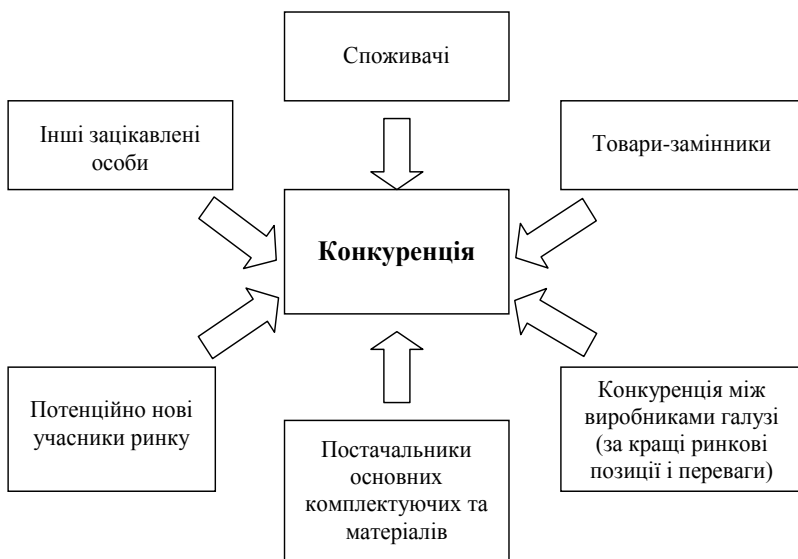 Споживачі
Інші зацікавлені
особи
Товари-замінники
Конкуренція
Потенційно нові
учасники ринку
Постачальники
основних
комплектуючих та
матеріалів
Конкуренція між
виробниками галузі
(за кращі ринкові
позиції і переваги)